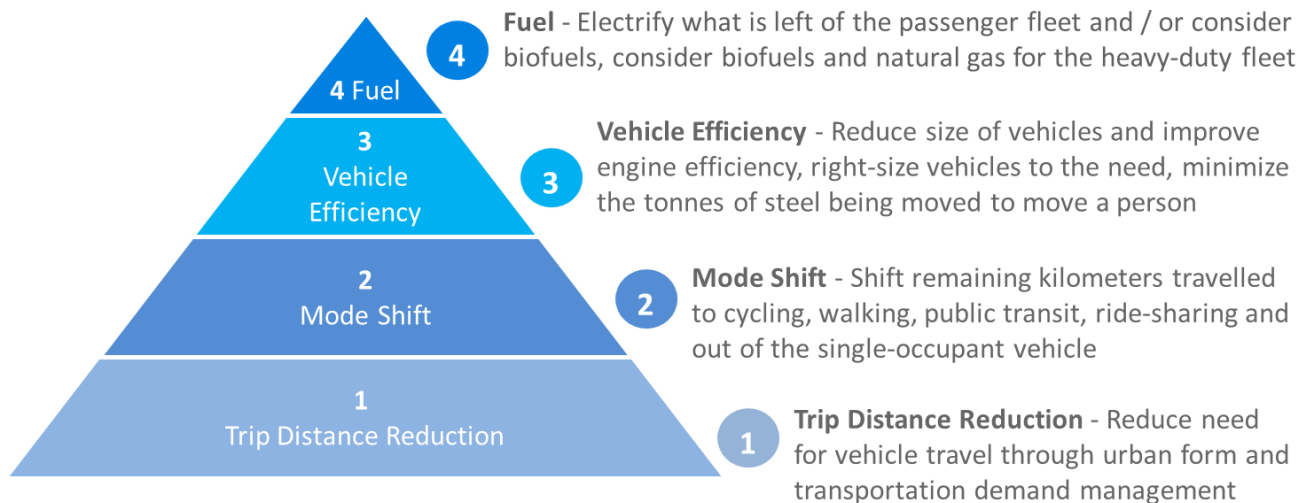 4 Fuel
4
Fuel - Electrify what is left of the passenger fleet and / or consider
biofuels, consider biofuels and natural gas for the heavy-duty fleet
3
Vehicle
Efficiency
3
Vehicle Efficiency - Reduce size of vehicles and improve
engine efficiency, right-size vehicles to the need, minimize
the tonnes of steel being moved to move a person
2
Mode Shift
2
Mode Shift - Shift remaining kilometers travelled
to cycling, walking, public transit, ride-sharing and
out of the single-occupant vehicle
1
Trip Distance Reduction
1
Trip Distance Reduction - Reduce need
for vehicle travel through urban form and
transportation demand management